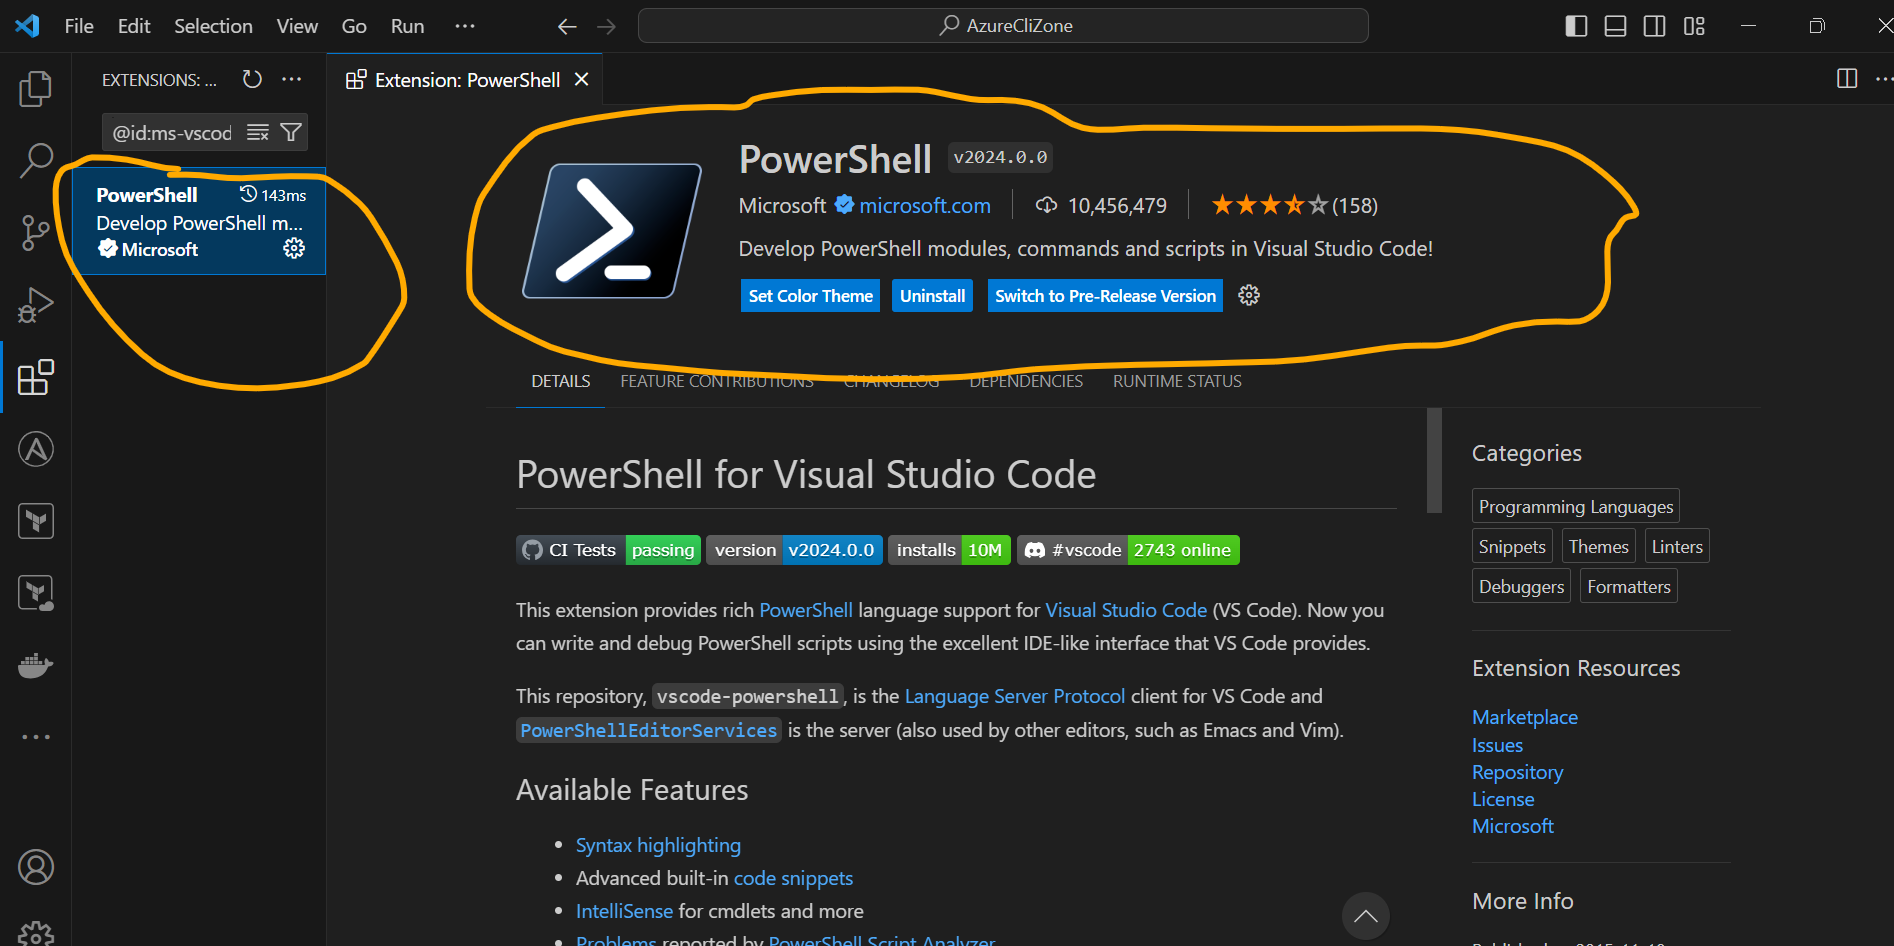 File Edit Selection View Go Run ···
AzureCliZone
EXTENSIONS: ...
@id:ms-vscod
PowerShell 143ms
Develop PowerShell m...
Microsoft
Extension: PowerShell
PowerShell v2024.0.0
Microsoft microsoft.com 10,456,479 (158)
Develop PowerShell modules, commands and scripts in Visual Studio Code!
Set Color Theme Uninstall Switch to Pre-Release Version
DETAILS FEATURE CONTRIBUTIONS CHANGELOG DEPENDENCIES RUNTIME STATUS
PowerShell for Visual Studio Code
CI Tests passing version v2024.0.0 installs 10M #vscode 2743 online
This extension provides rich PowerShell language support for Visual Studio Code (VS Code). Now you
can write and debug PowerShell scripts using the excellent IDE-like interface that VS Code provides.
This repository, vscode-powershell, is the Language Server Protocol client for VS Code and
PowerShellEditorServices is the server (also used by other editors, such as Emacs and Vim).
Available Features
• Syntax highlighting
• Advanced built-in code snippets
• IntelliSense for cmdlets and more
• Problems reported by PowerShell Script Analyzer
Categories
Programming Languages
Snippets Themes Linters
Debuggers Formatters
Extension Resources
Marketplace
Issues
Repository
License
Microsoft
More Info